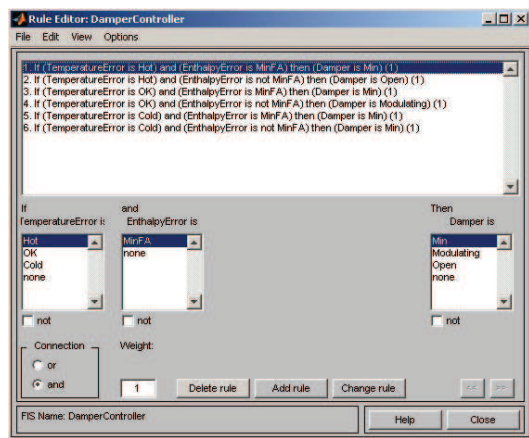 Rule Editor: DamperController
File Edit View Options
1. If (TemperatureError is Hot) and (EnthalpyError is MinFA) then (Damper is Min) (1)
2. If (TemperatureError is Hot) and (EnthalpyError is not MinFA) then (Damper is Open) (1)
3. If (TemperatureError is OK) and (EnthalpyError is MinFA) then (Damper is Min) (1)
4. If (TemperatureError is OK) and (EnthalpyError is not MinFA) then (Damper is Modulating) (1)
5. If (TemperatureError is Cold) and (EnthalpyError is MinFA) then (Damper is Min) (1)
6. If (TemperatureError is Cold) and (EnthalpyError is not MinFA) then (Damper is Min) (1)
If and Then
TemperatureError is EnthalpyError is Damper is
Hot MinFA Min
OK none Modulating
Cold Open
none none
not not not
Connection Weight:
or
and 1 Delete rule Add rule Change rule << >>
FIS Name: DamperController Help Close